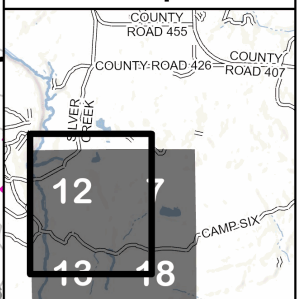 COUNTY
ROAD 455
COUNTY ROAD 426
COUNTY
ROAD 407
SILVER
CREEK
12
7
CAMP SIX
13
18